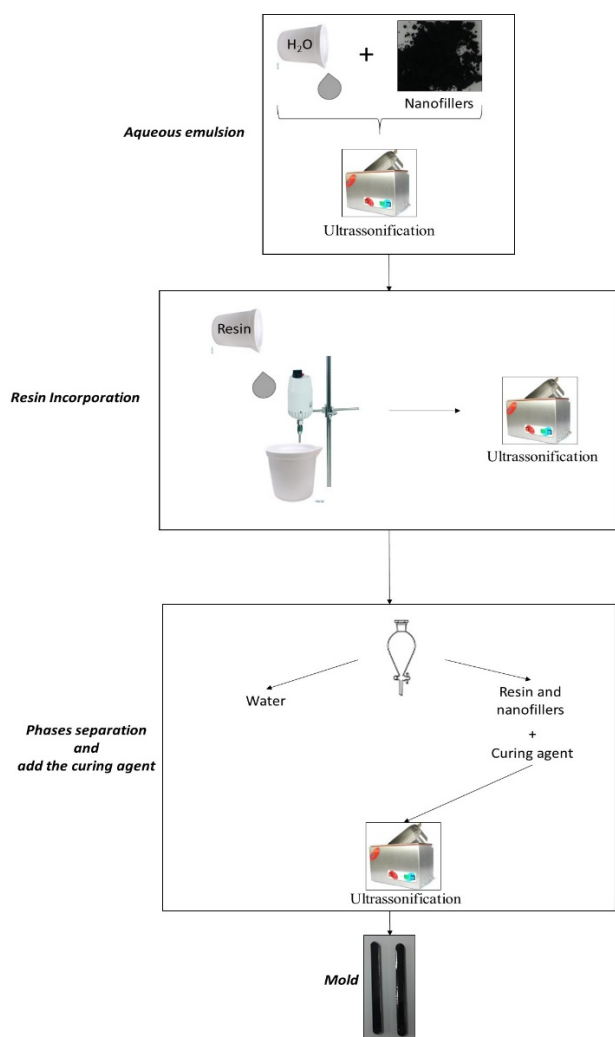 H₂O
+
Nanofillers
Aqueous emulsion
Ultrassonification
Resin
Resin Incorporation
Ultrassonification
Water
Resin and
nanofillers
+
Curing agent
Phases separation
and
add the curing agent
Ultrassonification
Mold